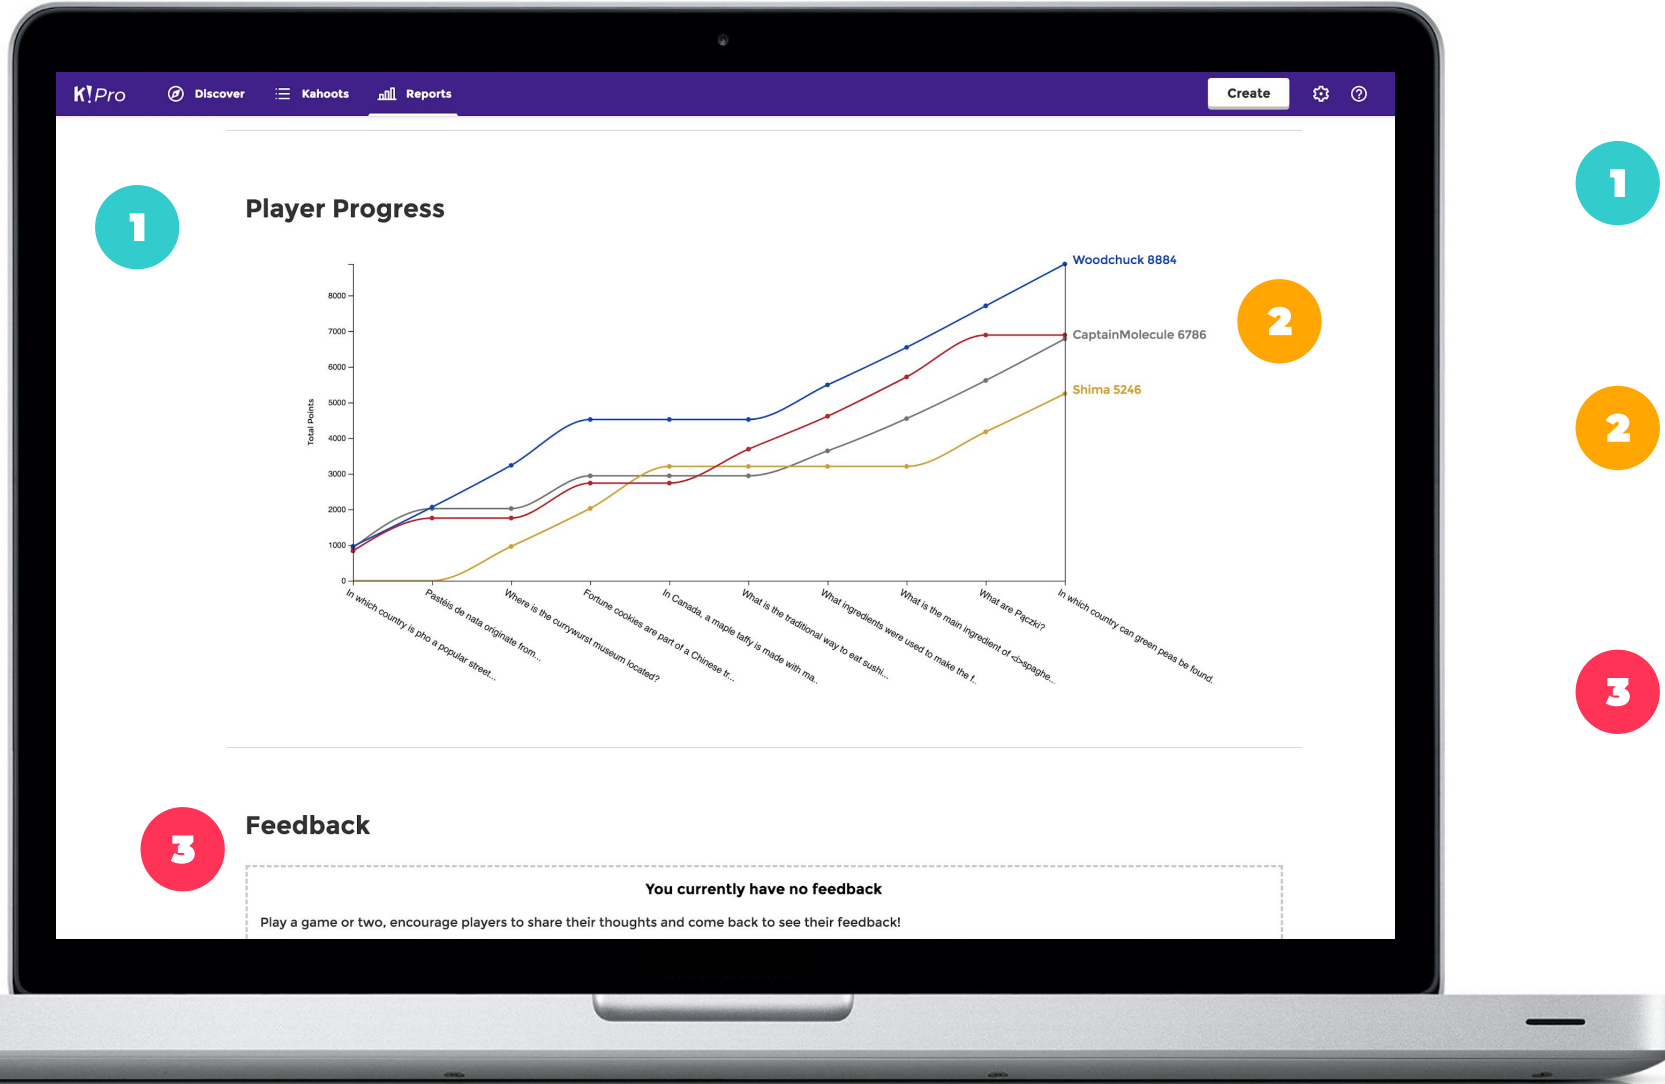 K!Pro
Discover
Kahoots
Reports
Create
1
Player Progress
Woodchuck 8884
2
CaptainMolecule 6786
Shima 5246
8000
7000
6000
5000
4000
3000
2000
1000
0
Total Points
In which country is pho a popular street...
Pastéis de nata originate from...
Where is the currywurst museum located?
Fortune cookies are part of a Chinese tr...
In Canada, a maple taffy is made with ma..
What is the traditional way to eat sushi...
What ingredients were used to make the f..
What is the main ingredient of <i>spaghe...
What are Pączki?
In which country can green peas be found.
3
Feedback
You currently have no feedback
Play a game or two, encourage players to share their thoughts and come back to see their feedback!
1
2
3